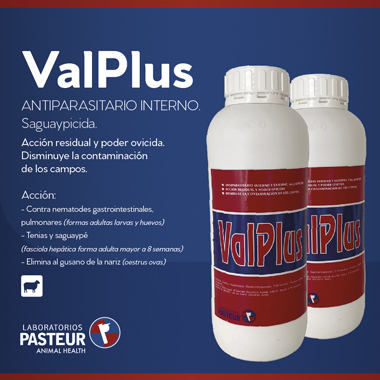 ValPlus
ANTIPARASITARIO INTERNO.
Saguaypicida.
Acción residual y poder ovicida.
Disminuye la contaminación
de los campos.
Acción:
- Contra nematodes gastrointestinales,
pulmonares (formas adultas larvas y huevos)
- Tenias y saguaypé
(fasciola hepática forma adulta mayor a 8 semanas)
- Elimina al gusano de la nariz (oestrus ovas)
LABORATORIOS
PASTEUR
ANIMAL HEALTH
ValPlus
ValPlus
PASTEUR